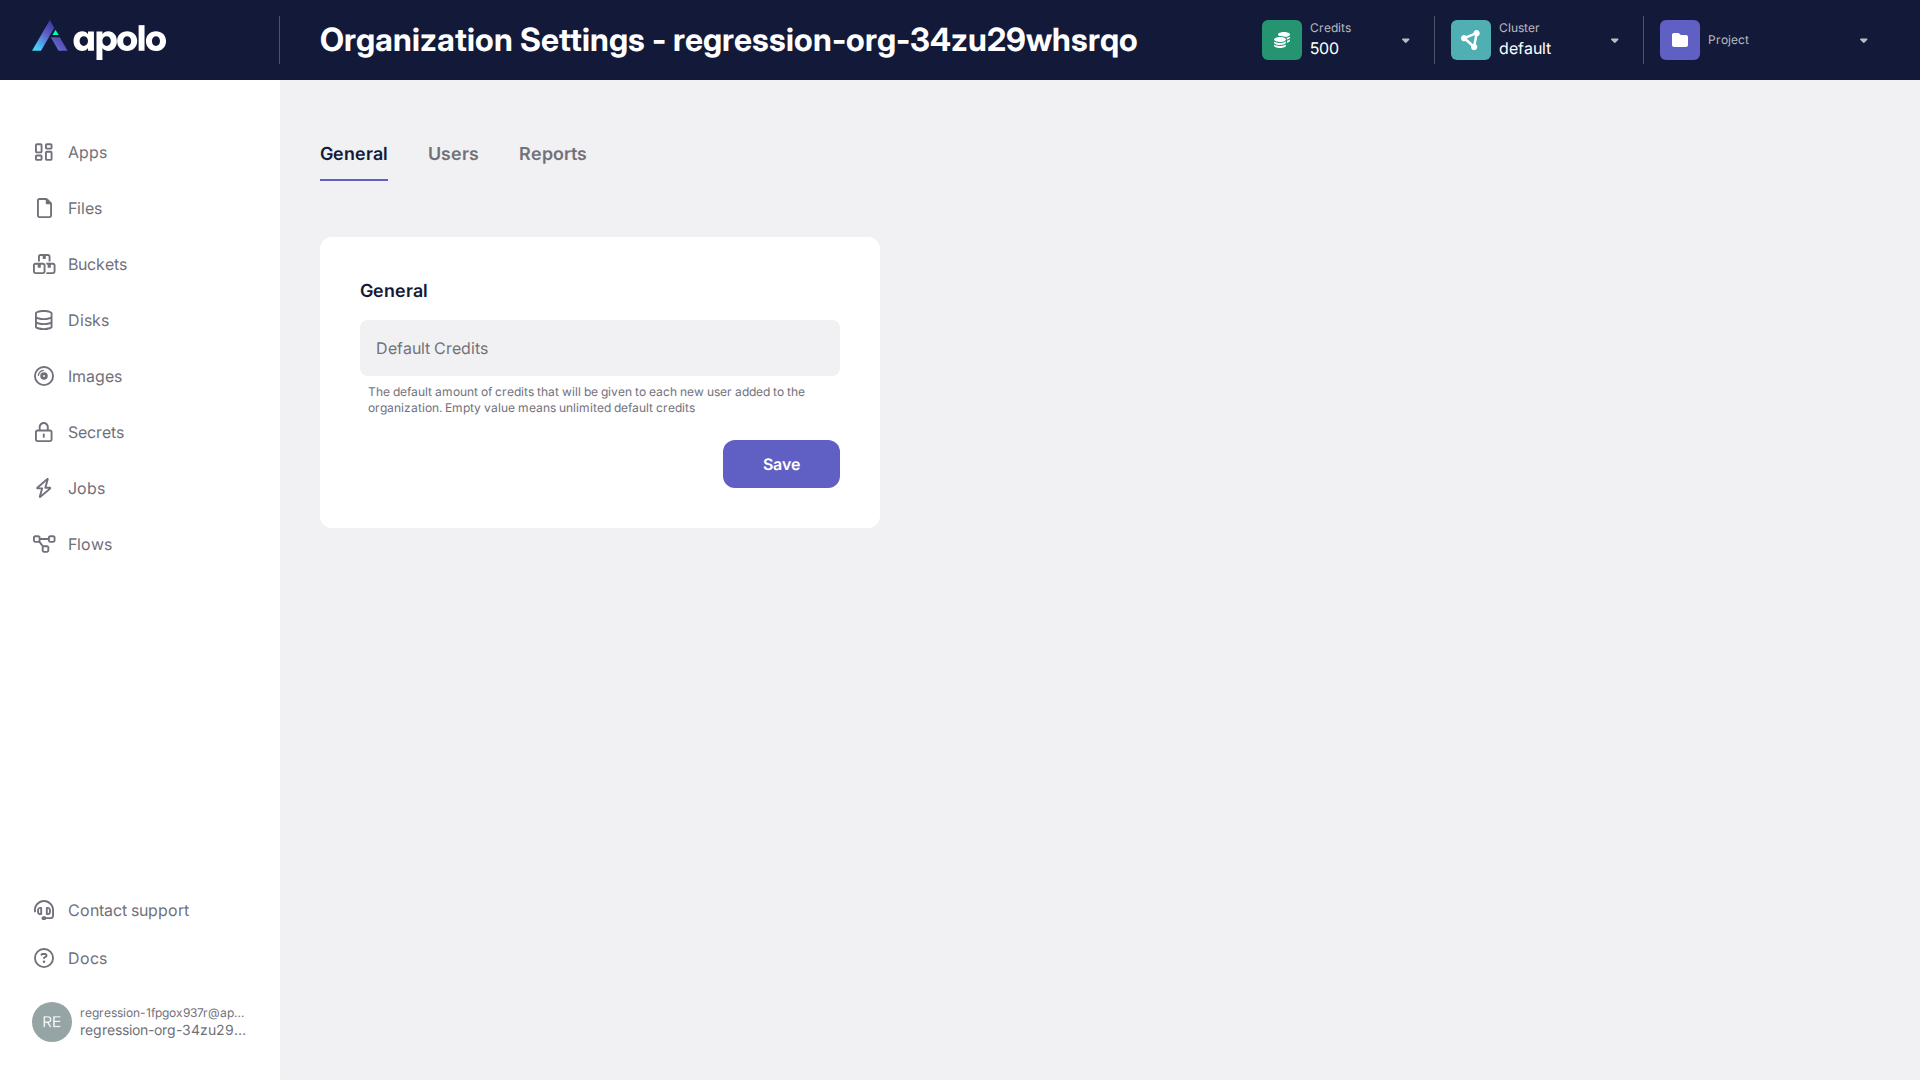 apolo
Organization Settings - regression-org-34zu29whsrqo
Credits
500
Cluster
default
Project
Apps
Files
Buckets
Disks
Images
Secrets
Jobs
Flows
General
Users
Reports
General
Default Credits
The default amount of credits that will be given to each new user added to the
organization. Empty value means unlimited default credits
Save
Contact support
Docs
RE
regression-1fpgox937r@ap...
regression-org-34zu29...